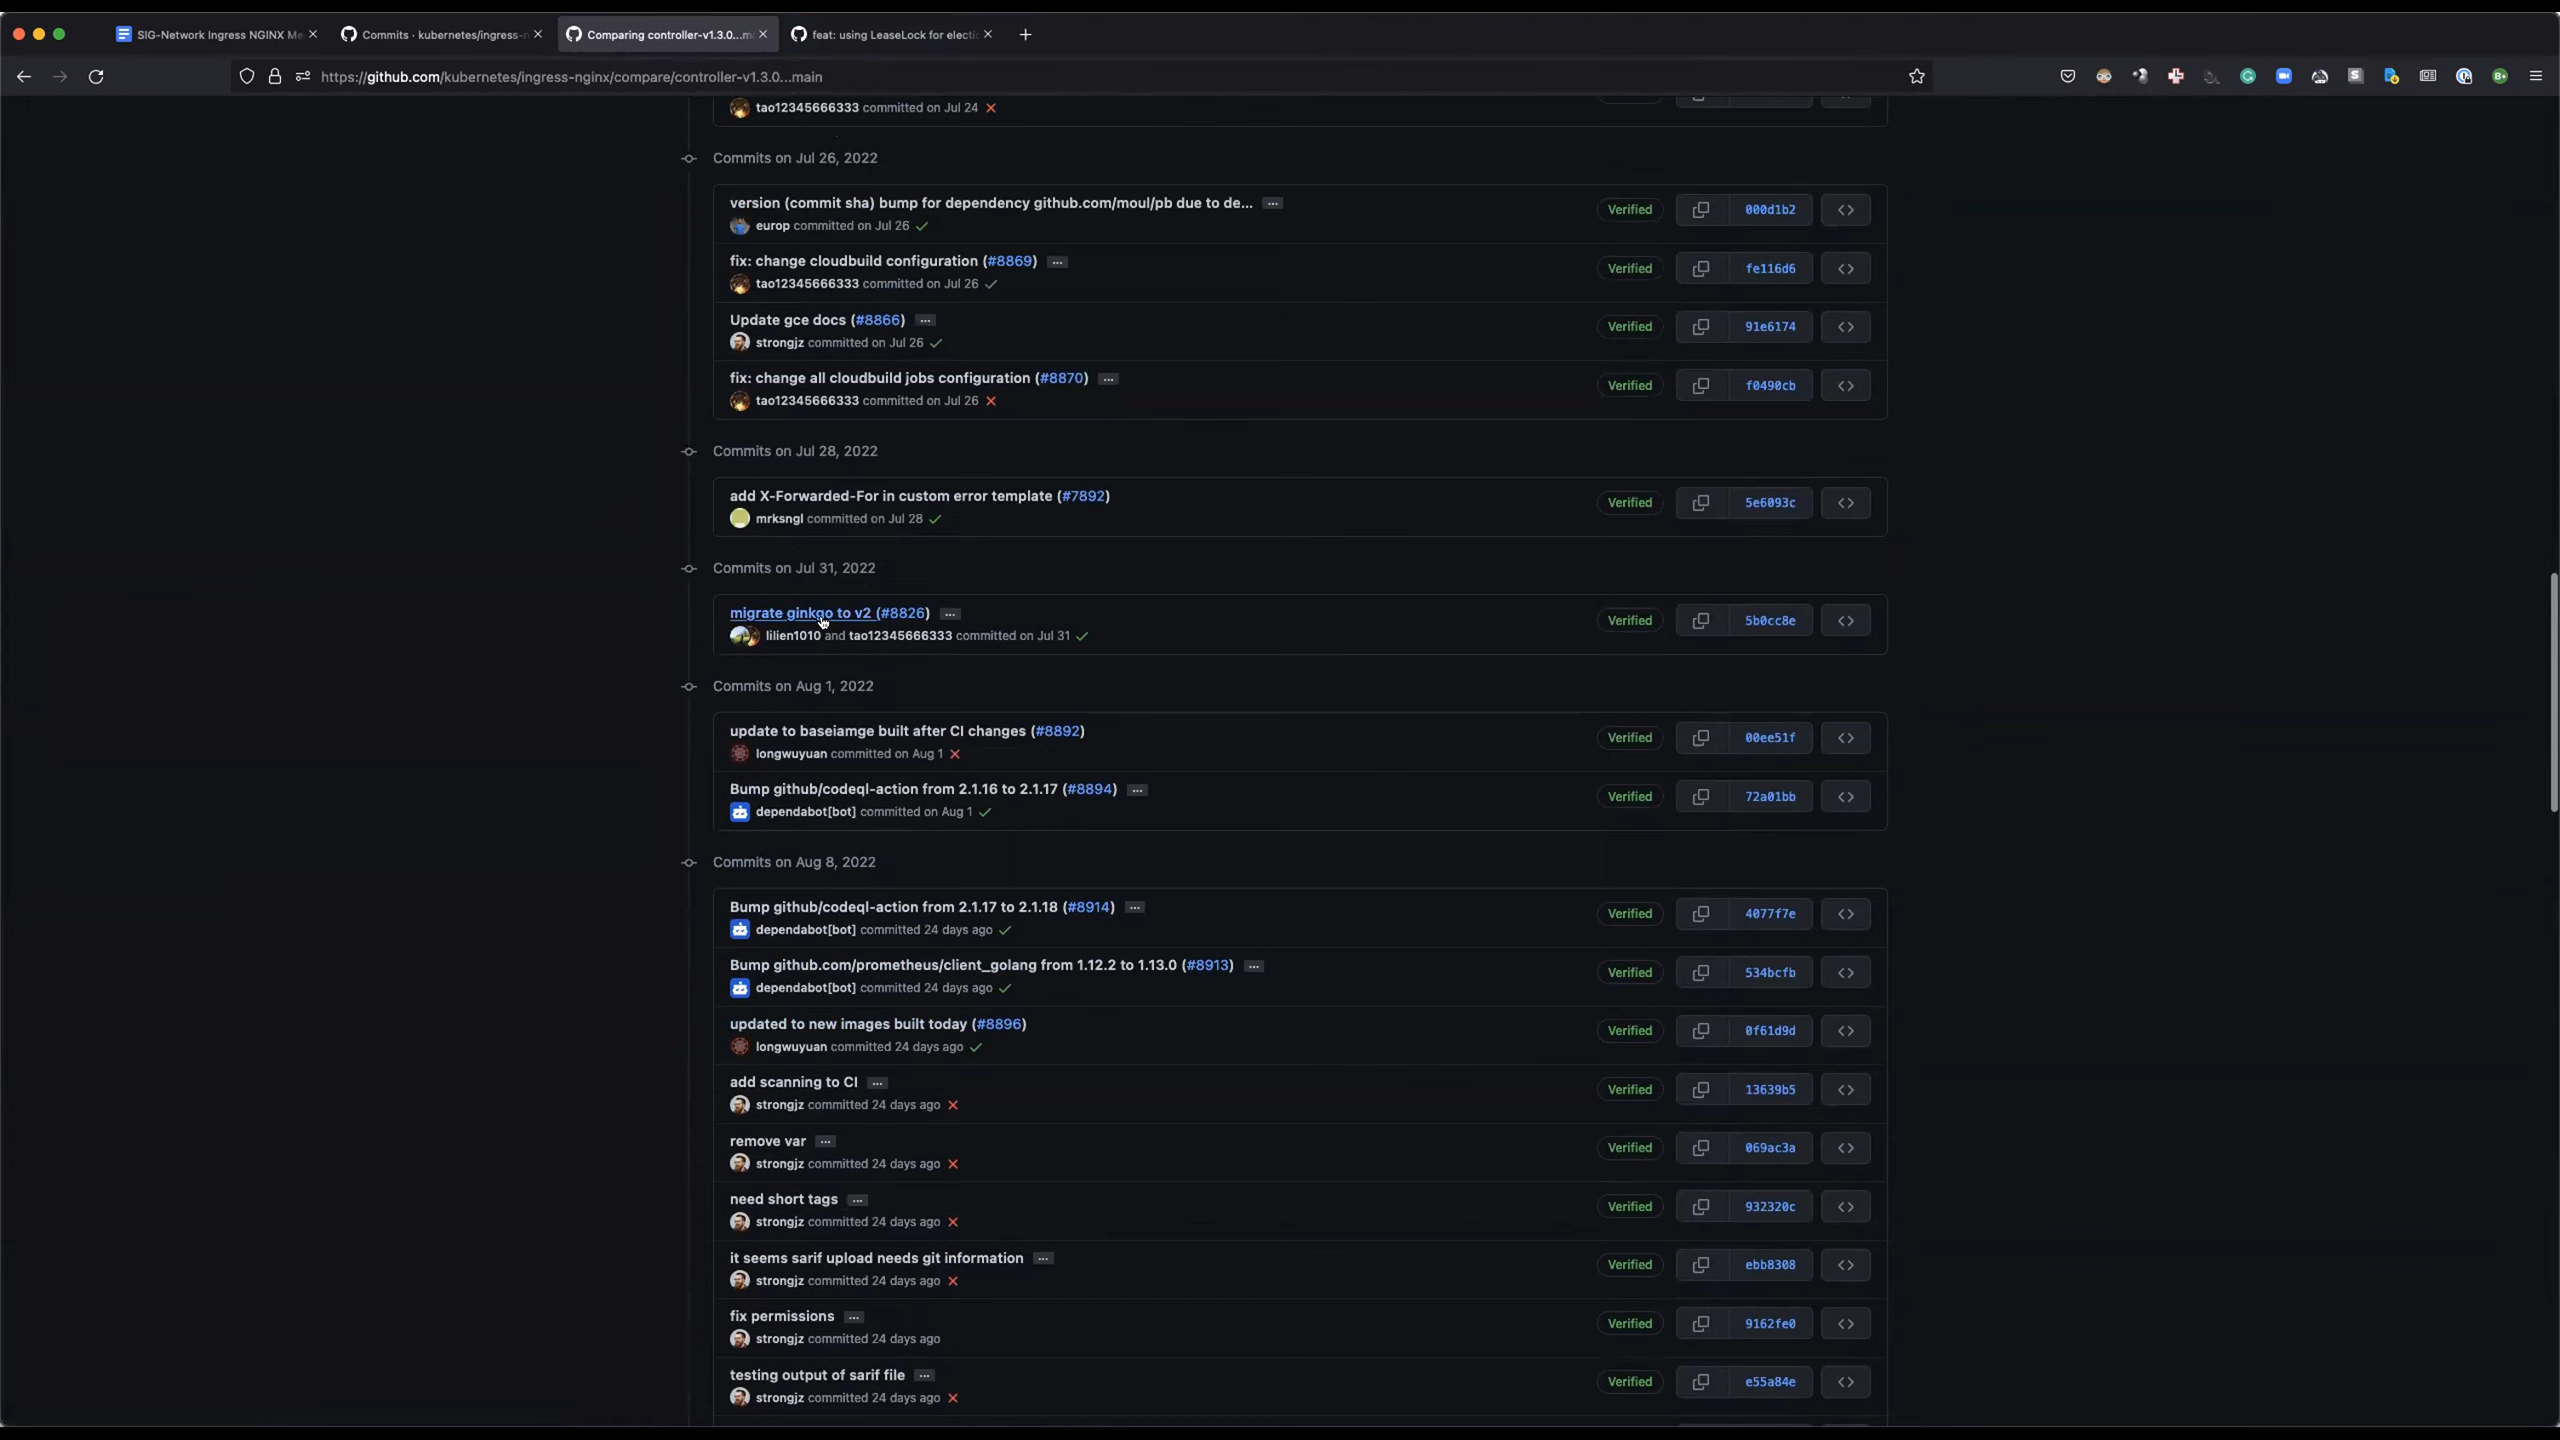 SIG-Network Ingress NGINX Me
Commits · kubernetes/ingress-n
Comparing controller-v1.3.0...m
feat: using LeaseLock for electi
https://github.com/kubernetes/ingress-nginx/compare/controller-v1.3.0...main
tao12345666333 committed on Jul 24
Commits on Jul 26, 2022
version (commit sha) bump for dependency github.com/moul/pb due to de... Verified 000d1b2
europ committed on Jul 26
fix: change cloudbuild configuration (#8869) Verified fe116d6
tao12345666333 committed on Jul 26
Update gce docs (#8866) Verified 91e6174
strongjz committed on Jul 26
fix: change all cloudbuild jobs configuration (#8870) Verified f0490cb
tao12345666333 committed on Jul 26
Commits on Jul 28, 2022
add X-Forwarded-For in custom error template (#7892) Verified 5e6093c
mrksngl committed on Jul 28
Commits on Jul 31, 2022
migrate ginkgo to v2 (#8826) Verified 5b0cc8e
lilien1010 and tao12345666333 committed on Jul 31
Commits on Aug 1, 2022
update to baseiamge built after CI changes (#8892) Verified 00ee51f
longwuyuan committed on Aug 1
Bump github/codeql-action from 2.1.16 to 2.1.17 (#8894) Verified 72a01bb
dependabot[bot] committed on Aug 1
Commits on Aug 8, 2022
Bump github/codeql-action from 2.1.17 to 2.1.18 (#8914) Verified 4077f7e
dependabot[bot] committed 24 days ago
Bump github.com/prometheus/client_golang from 1.12.2 to 1.13.0 (#8913) Verified 534bcfb
dependabot[bot] committed 24 days ago
updated to new images built today (#8896) Verified 0f61d9d
longwuyuan committed 24 days ago
add scanning to CI Verified 13639b5
strongjz committed 24 days ago
remove var Verified 069ac3a
strongjz committed 24 days ago
need short tags Verified 932320c
strongjz committed 24 days ago
it seems sarif upload needs git information Verified ebb8308
strongjz committed 24 days ago
fix permissions Verified 9162fe0
strongjz committed 24 days ago
testing output of sarif file Verified e55a84e
strongjz committed 24 days ago